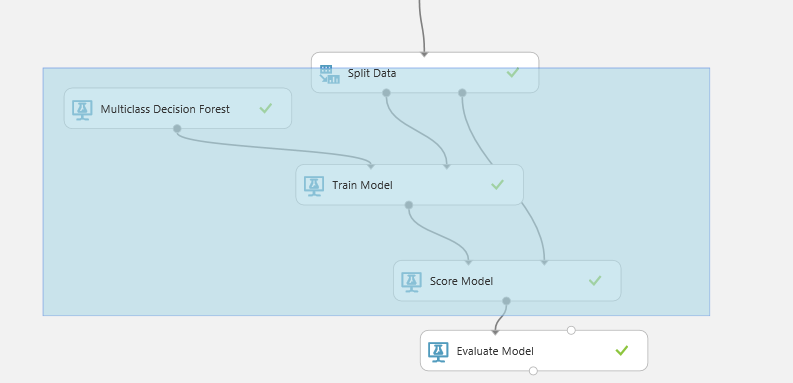 Split Data
Multiclass Decision Forest
Train Model
Score Model
Evaluate Model